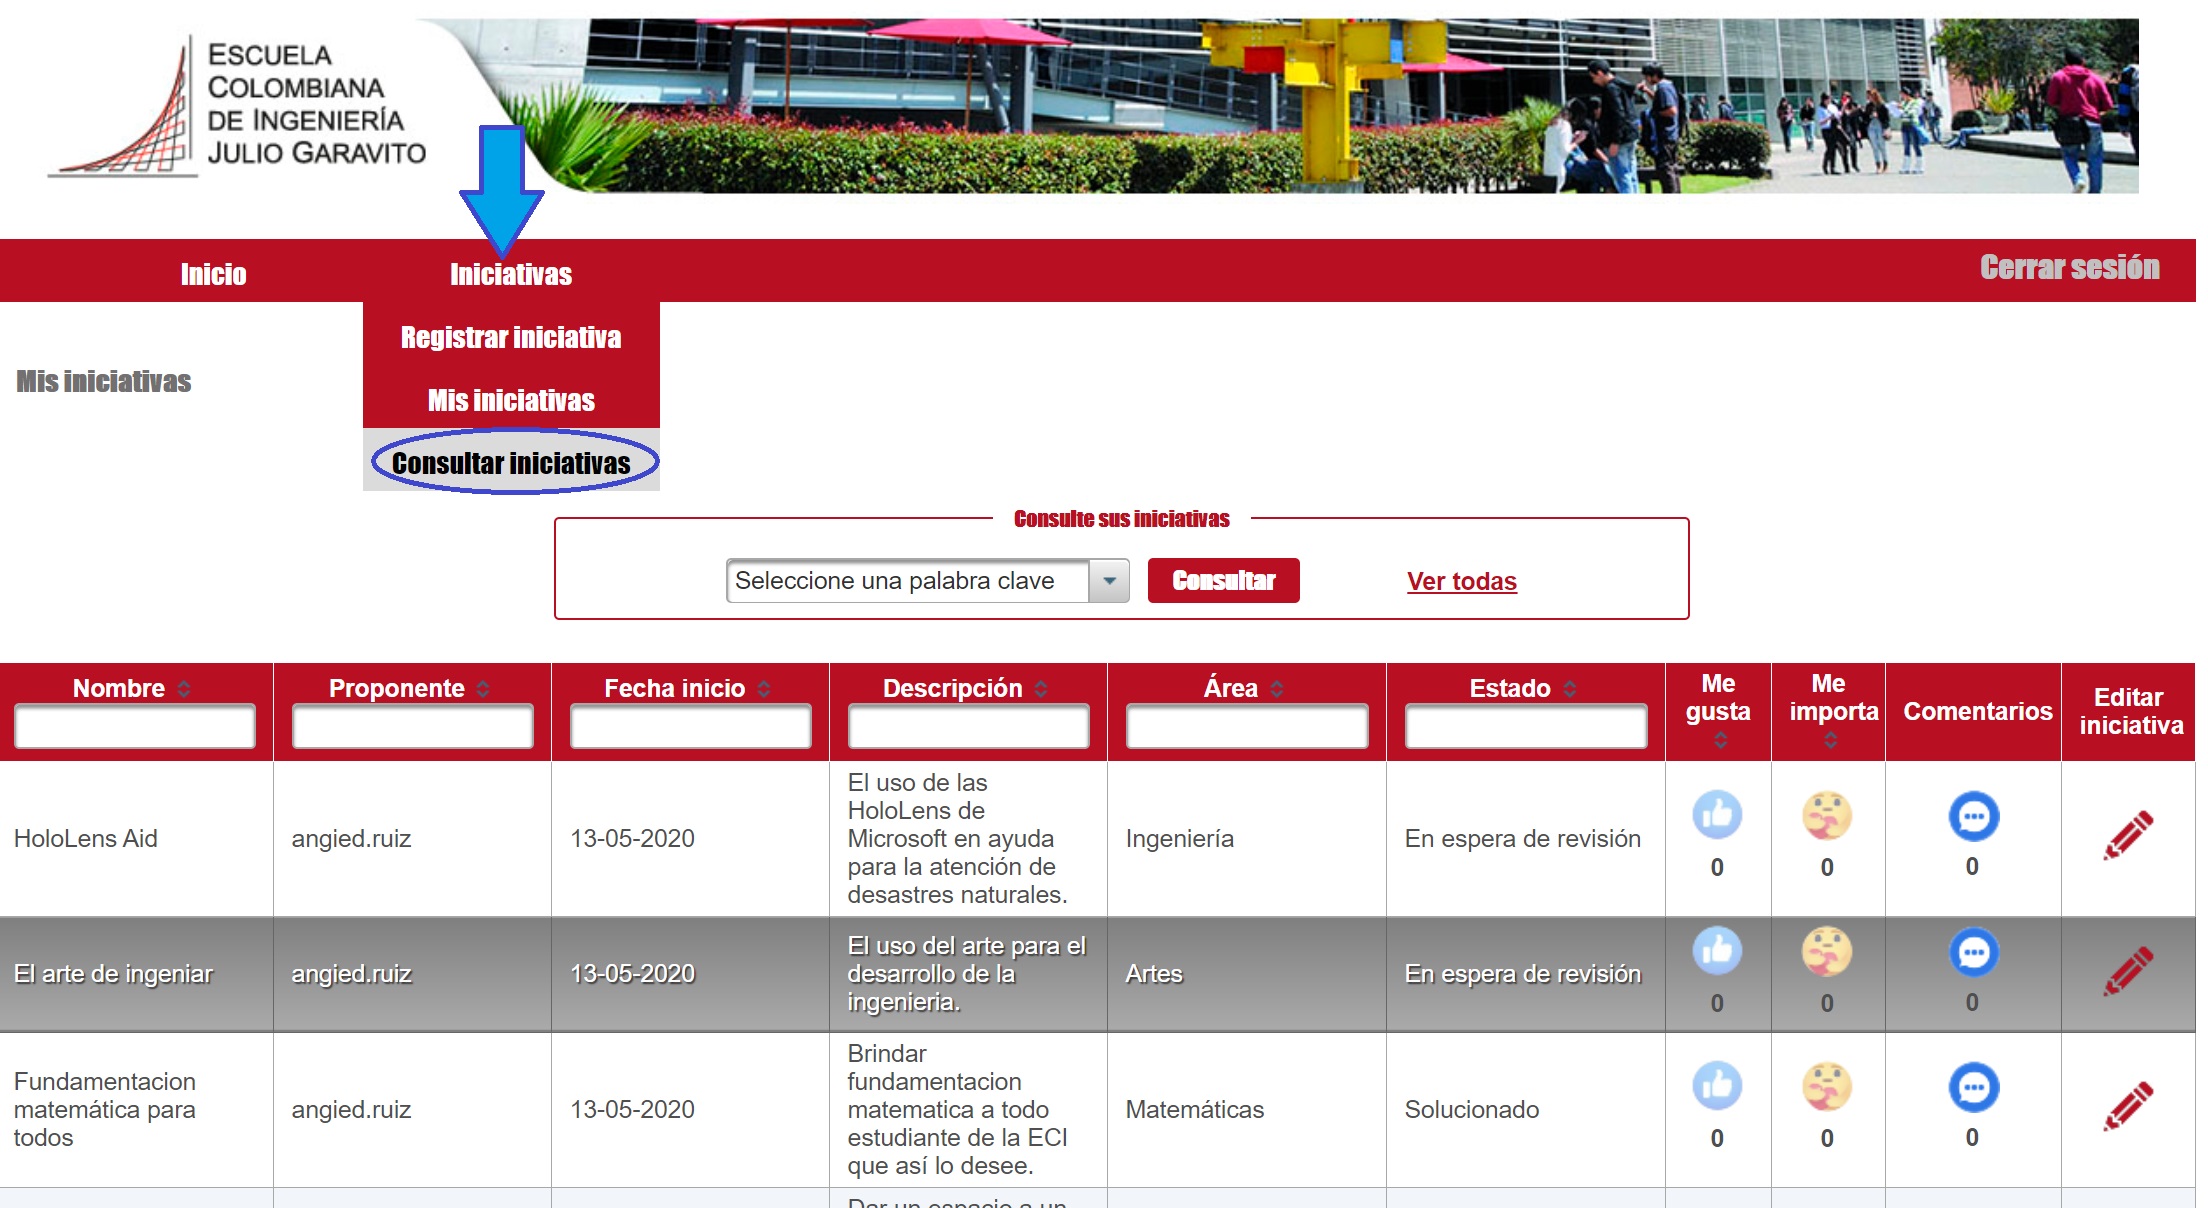 ESCUELA
COLOMBIANA
DE INGENIERÍA
JULIO GARAVITO
Inicio
Iniciativas
Cerrar sesión
Registrar iniciativa
Mis iniciativas
Mis iniciativas
Consultar iniciativas
Consulte sus iniciativas
Seleccione una palabra clave
Consultar
Ver todas
Nombre
Proponente
Fecha inicio
Descripción
Área
Estado
Me
gusta
Me
importa
Comentarios
Editar
iniciativa
HoloLens Aid
angied.ruiz
13-05-2020
El uso de las
HoloLens de
Microsoft en ayuda
para la atención de
desastres naturales.
Ingeniería
En espera de revisión
0
0
0
El arte de ingeniar
angied.ruiz
13-05-2020
El uso del arte para el
desarrollo de la
ingenieria.
Artes
En espera de revisión
0
0
0
Fundamentacion
matemática para
todos
angied.ruiz
13-05-2020
Brindar
fundamentacion
matematica a todo
estudiante de la ECI
que así lo desee.
Matemáticas
Solucionado
0
0
0
Dar un espacio a un